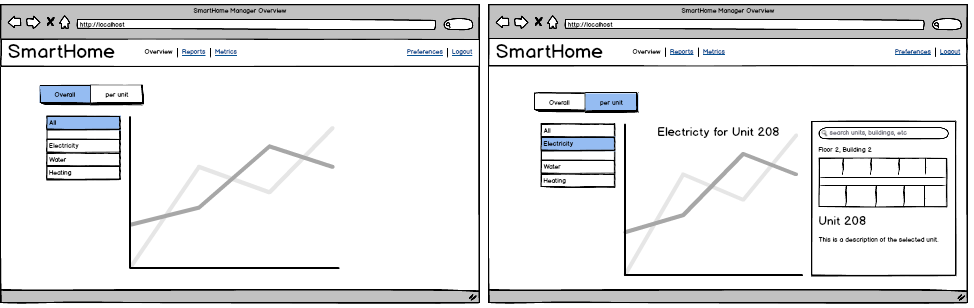 SmartHome Manager Overview
http://localhost
SmartHome
Overview | Reports | Metrics
Preferences | Logout
Overall
per unit
All
Electricity
Water
Heating
SmartHome Manager Overview
http://localhost
SmartHome
Overview | Reports | Metrics
Preferences | Logout
Overall
per unit
All
Electricity
Water
Heating
Electricty for Unit 208
search units, buildings, etc
Floor 2, Building 2
Unit 208
This is a description of the selected unit.